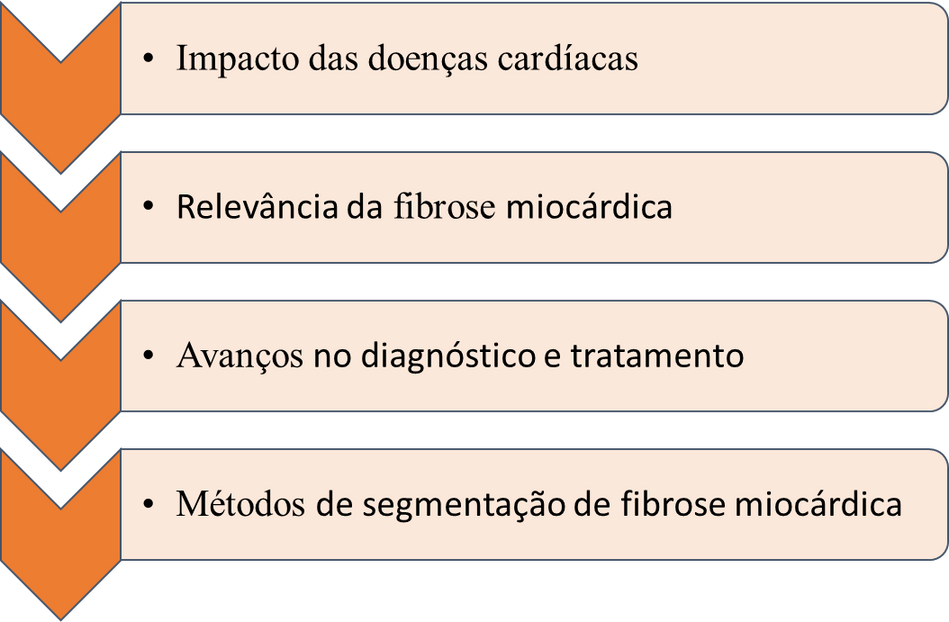 • Impacto das doenças cardíacas
• Relevância da fibrose miocárdica
• Avanços no diagnóstico e tratamento
• Métodos de segmentação de fibrose miocárdica